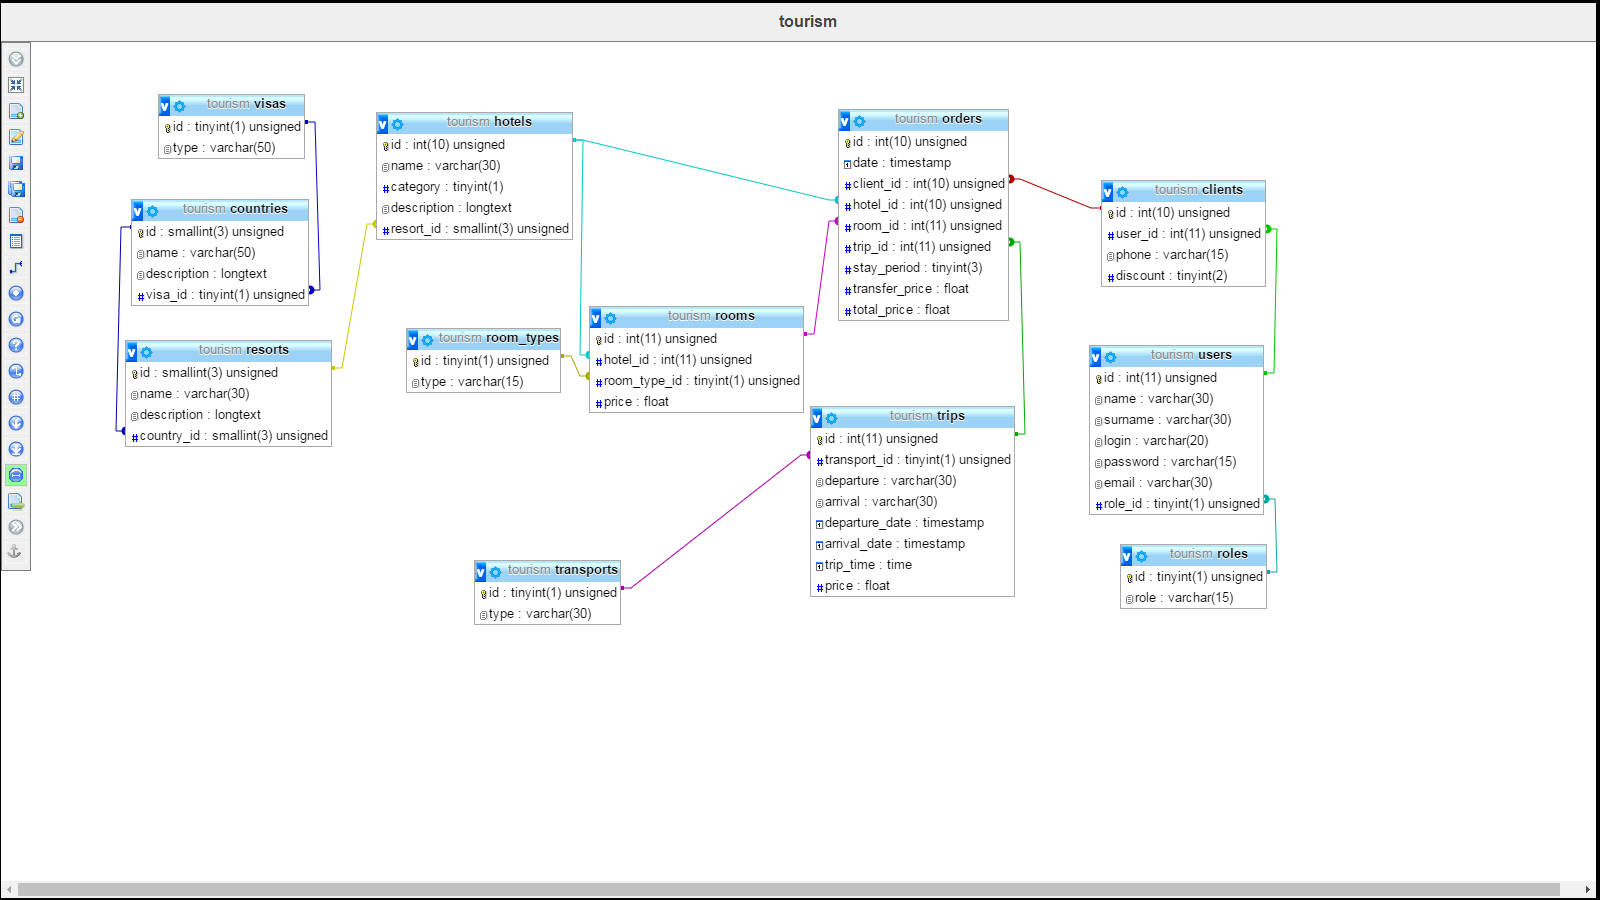 tourism
tourism visas
id : tinyint(1) unsigned
type : varchar(50)
tourism countries
id : smallint(3) unsigned
name : varchar(50)
description : longtext
visa_id : tinyint(1) unsigned
tourism resorts
id : smallint(3) unsigned
name : varchar(30)
description : longtext
country_id : smallint(3) unsigned
tourism hotels
id : int(10) unsigned
name : varchar(30)
category : tinyint(1)
description : longtext
resort_id : smallint(3) unsigned
tourism room_types
id : tinyint(1) unsigned
type : varchar(15)
tourism rooms
id : int(11) unsigned
hotel_id : int(11) unsigned
room_type_id : tinyint(1) unsigned
price : float
tourism transports
id : tinyint(1) unsigned
type : varchar(30)
tourism orders
id : int(10) unsigned
date : timestamp
client_id : int(10) unsigned
hotel_id : int(10) unsigned
room_id : int(11) unsigned
trip_id : int(11) unsigned
stay_period : tinyint(3)
transfer_price : float
total_price : float
tourism trips
id : int(11) unsigned
transport_id : tinyint(1) unsigned
departure : varchar(30)
arrival : varchar(30)
departure_date : timestamp
arrival_date : timestamp
trip_time : time
price : float
tourism clients
id : int(10) unsigned
user_id : int(11) unsigned
phone : varchar(15)
discount : tinyint(2)
tourism users
id : int(11) unsigned
name : varchar(30)
surname : varchar(30)
login : varchar(20)
password : varchar(15)
email : varchar(30)
role_id : tinyint(1) unsigned
tourism roles
id : tinyint(1) unsigned
role : varchar(15)